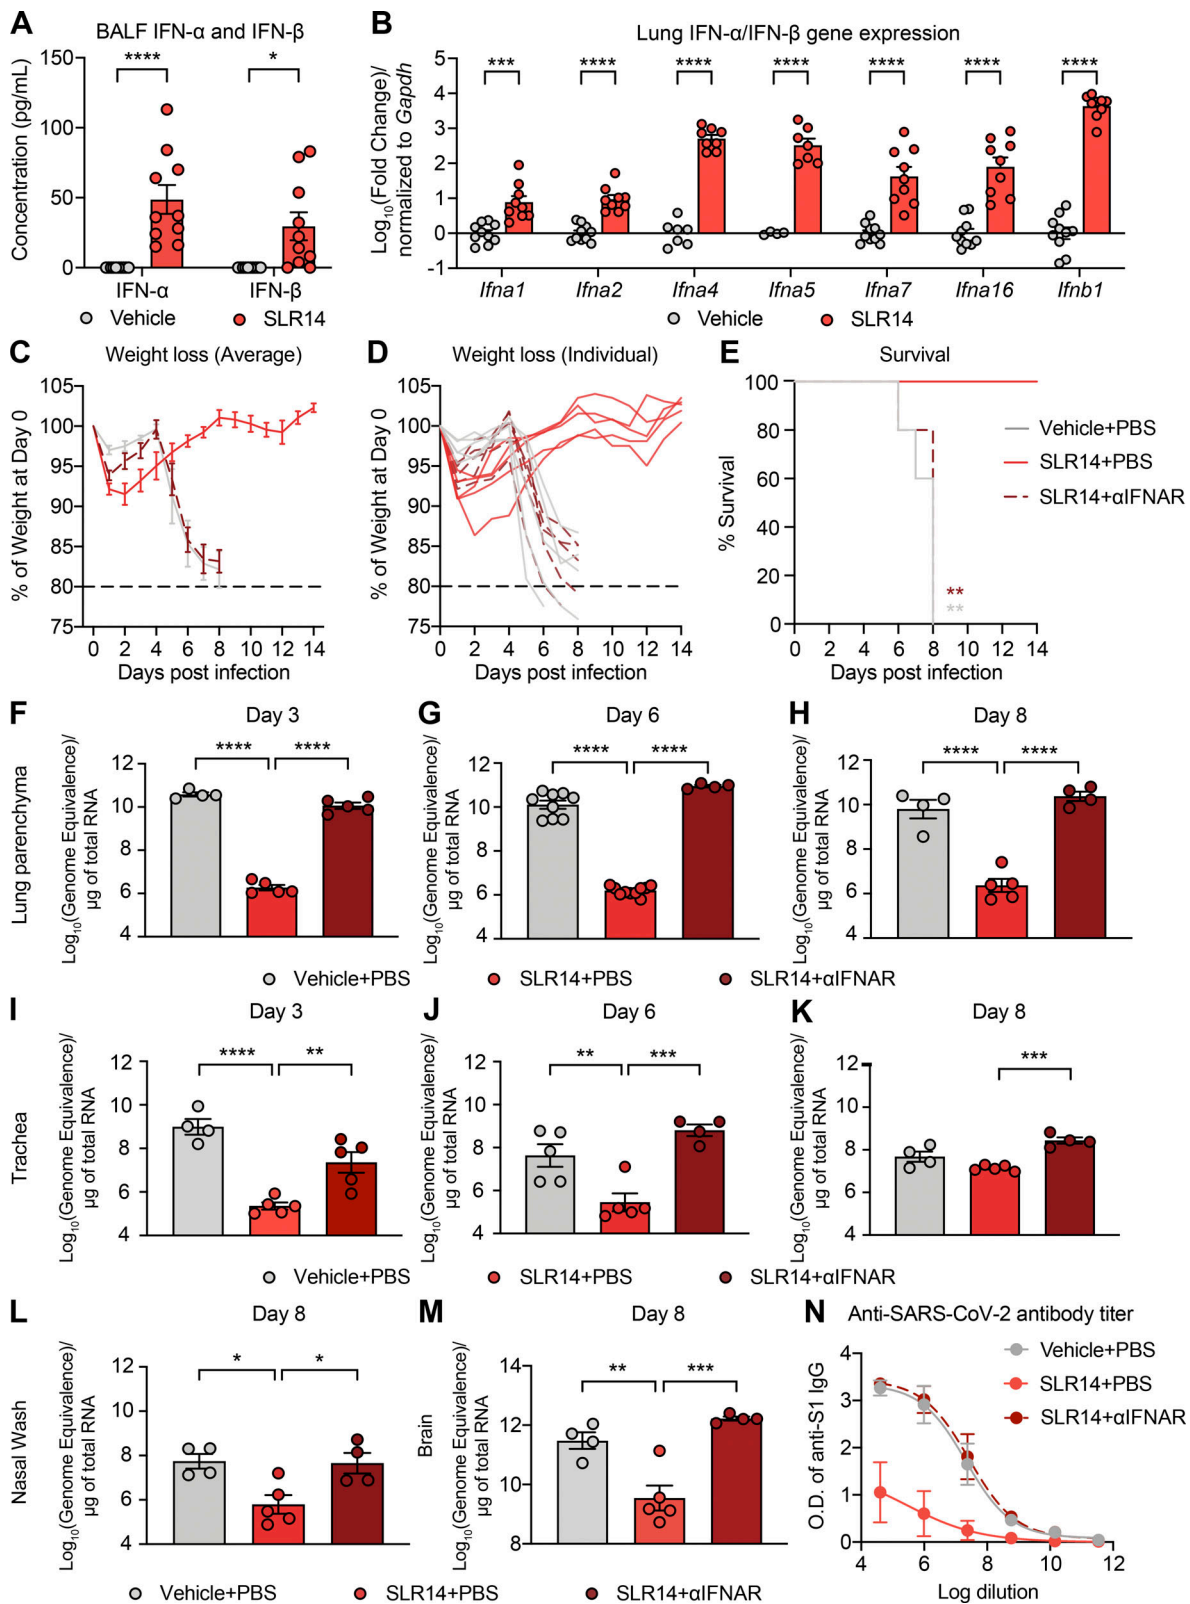 A BALF IFN-α and IFN-β
Concentration (pg/mL)
150
100
50
0
**** *
IFN-α IFN-β
Vehicle SLR14
B Lung IFN-α/IFN-β gene expression
Log10(Fold Change)/
normalized to Gapdh
5
4
3
2
1
0
-1
*** **** **** **** **** **** ****
Ifna1 Ifna2 Ifna4 Ifna5 Ifna7 Ifna16 Ifnb1
Vehicle SLR14
C Weight loss (Average)
% of Weight at Day 0
105
100
95
90
85
80
75
0 2 4 6 8 10 12 14
Days post infection
D Weight loss (Individual)
% of Weight at Day 0
105
100
95
90
85
80
75
0 2 4 6 8 10 12 14
Days post infection
E Survival
% Survival
100
80
60
40
20
0
**
**
0 2 4 6 8 10 12 14
Days post infection
Vehicle+PBS
SLR14+PBS
SLR14+αIFNAR
Lung parenchyma
F Day 3
Log10(Genome Equivalence)/
µg of total RNA
12
10
8
6
4
**** ****
G Day 6
Log10(Genome Equivalence)/
µg of total RNA
12
10
8
6
4
**** ****
H Day 8
Log10(Genome Equivalence)/
µg of total RNA
12
10
8
6
4
**** ****
Vehicle+PBS SLR14+PBS SLR14+αIFNAR
Trachea
I Day 3
Log10(Genome Equivalence)/
µg of total RNA
12
10
8
6
4
**** **
J Day 6
Log10(Genome Equivalence)/
µg of total RNA
12
10
8
6
4
** ***
K Day 8
Log10(Genome Equivalence)/
µg of total RNA
12
10
8
6
4
***
Vehicle+PBS SLR14+PBS SLR14+αIFNAR
Nasal Wash
L Day 8
Log10(Genome Equivalence)/
µg of total RNA
12
10
8
6
4
* *
Brain
M Day 8
Log10(Genome Equivalence)/
µg of total RNA
14
12
10
8
** ***
Vehicle+PBS SLR14+PBS SLR14+αIFNAR
N Anti-SARS-CoV-2 antibody titer
O.D. of anti-S1 IgG
4
3
2
1
0
4 6 8 10 12
Log dilution
Vehicle+PBS
SLR14+PBS
SLR14+αIFNAR